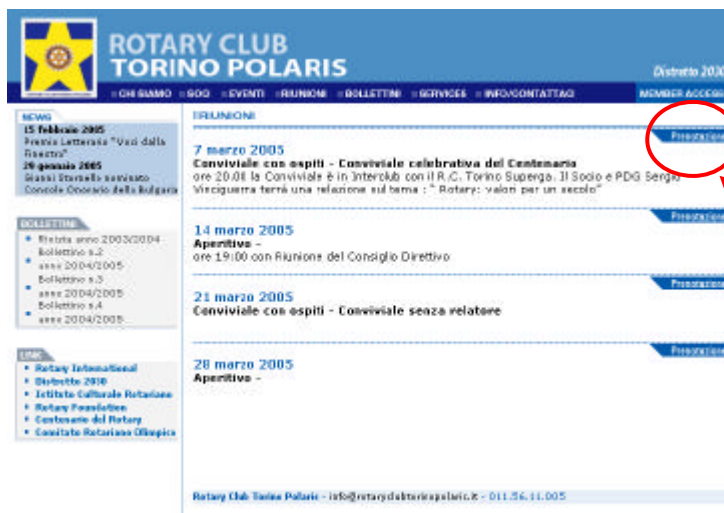 ROTARY CLUB
TORINO POLARIS
Distretto 2030
CHI SIAMO SOCI EVENTI RIUNIONI BOLLETTINI SERVICES INFO/CONTATTACI
MEMBER ACCESS
NEWS
15 febbraio 2005
Premio Letterario "Voci dalla
Finestra"
29 gennaio 2005
Gianni Stornello nominato
Console Onorario della Bulgara
BOLLETTINI
Rivista anno 2003/2004
Bollettino n.2
anno 2004/2005
Bollettino n.3
anno 2004/2005
Bollettino n.4
anno 2004/2005
LINK
Rotary International
Distretto 2030
Istituto Culturale Rotariano
Rotary Foundation
Centenario del Rotary
Comitato Rotariano Olimpico
RIUNIONI
Prenotazione
7 marzo 2005
Conviviale con ospiti - Conviviale celebrativa del Centenario
ore 20.00 la Conviviale è in Interclub con il R.C. Torino Superga. Il Socio e PDG Sergio
Vinciguerra terrà una relazione sul tema : " Rotary: valori per un secolo"
Prenotazione
14 marzo 2005
Aperitivo -
ore 19:00 con Riunione del Consiglio Direttivo
Prenotazione
21 marzo 2005
Conviviale con ospiti - Conviviale senza relatore
Prenotazione
28 marzo 2005
Aperitivo -
Rotary Club Torino Polaris - info@rotaryclubtorinopolaris.it - 011.56.11.005